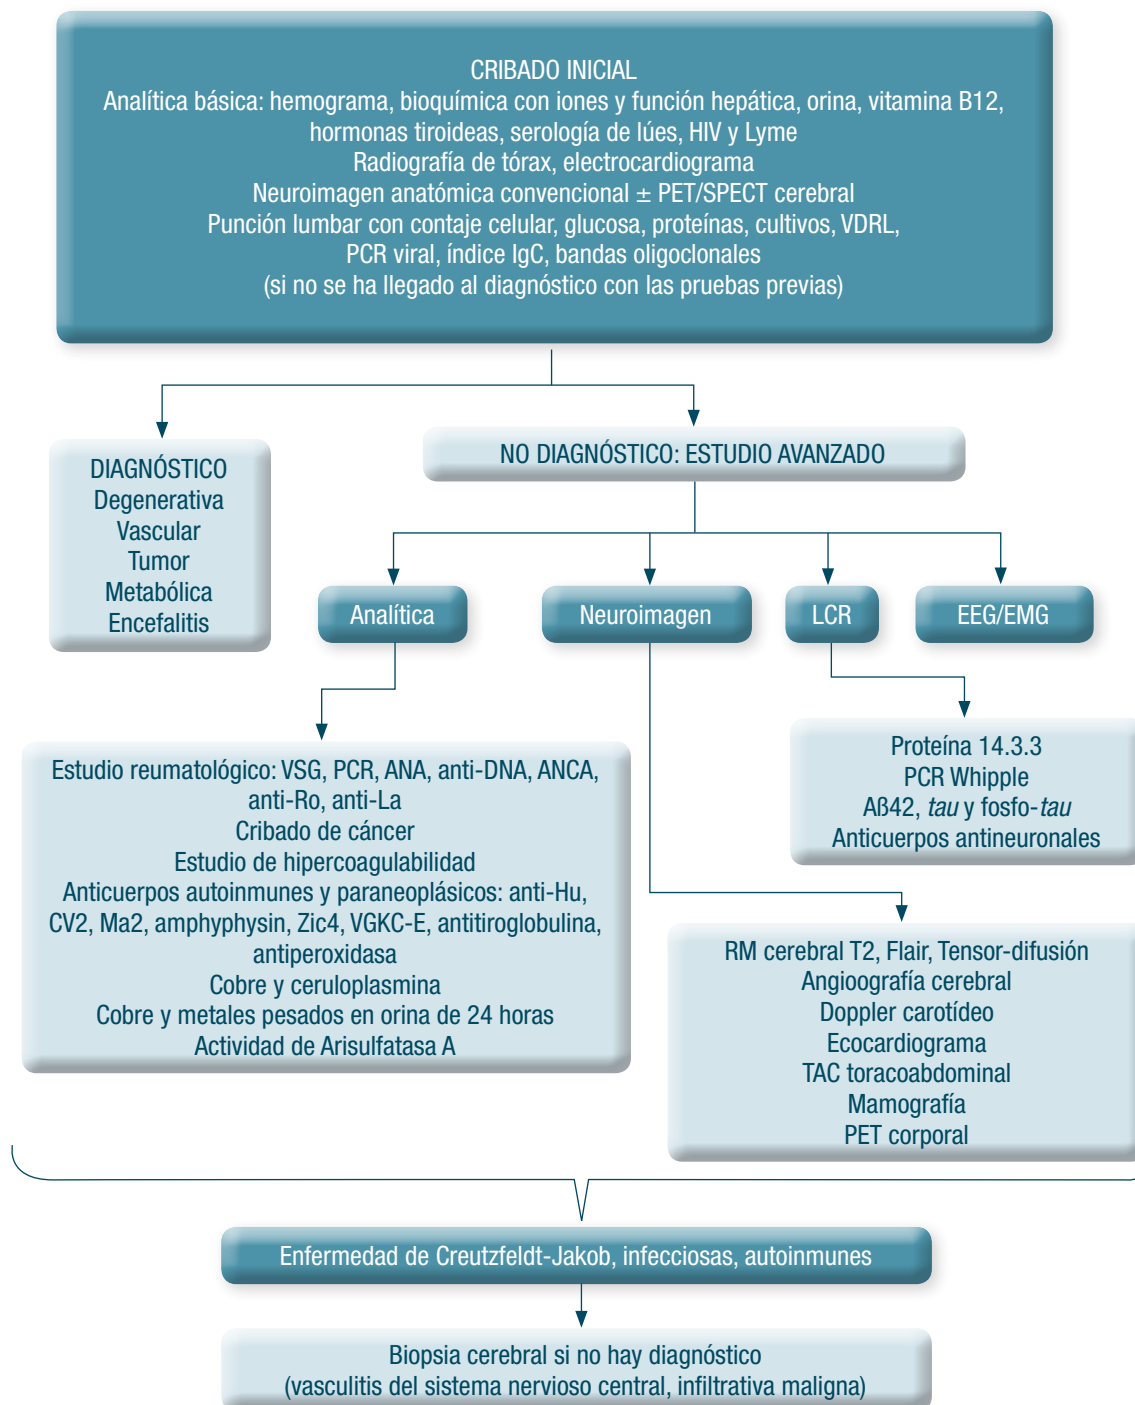 CRIBADO INICIAL
Analítica básica: hemograma, bioquímica con iones y función hepática, orina, vitamina B12,
hormonas tiroideas, serología de lúes, HIV y Lyme
Radiografía de tórax, electrocardiograma
Neuroimagen anatómica convencional ± PET/SPECT cerebral
Punción lumbar con contaje celular, glucosa, proteínas, cultivos, VDRL,
PCR viral, índice IgC, bandas oligoclonales
(si no se ha llegado al diagnóstico con las pruebas previas)
DIAGNÓSTICO
Degenerativa
Vascular
Tumor
Metabólica
Encefalitis
NO DIAGNÓSTICO: ESTUDIO AVANZADO
Analítica
Neuroimagen
LCR
EEG/EMG
Estudio reumatológico: VSG, PCR, ANA, anti-DNA, ANCA,
anti-Ro, anti-La
Cribado de cáncer
Estudio de hipercoagulabilidad
Anticuerpos autoinmunes y paraneoplásicos: anti-Hu,
CV2, Ma2, amphyphysin, Zic4, VGKC-E, antitiroglobulina,
antiperoxidasa
Cobre y ceruloplasmina
Cobre y metales pesados en orina de 24 horas
Actividad de Arisulfatasa A
Proteína 14.3.3
PCR Whipple
Aß42, tau y fosfo-tau
Anticuerpos antineuronales
RM cerebral T2, Flair, Tensor-difusión
Angioografía cerebral
Doppler carotídeo
Ecocardiograma
TAC toracoabdominal
Mamografía
PET corporal
Enfermedad de Creutzfeldt-Jakob, infecciosas, autoinmunes
Biopsia cerebral si no hay diagnóstico
(vasculitis del sistema nervioso central, infiltrativa maligna)